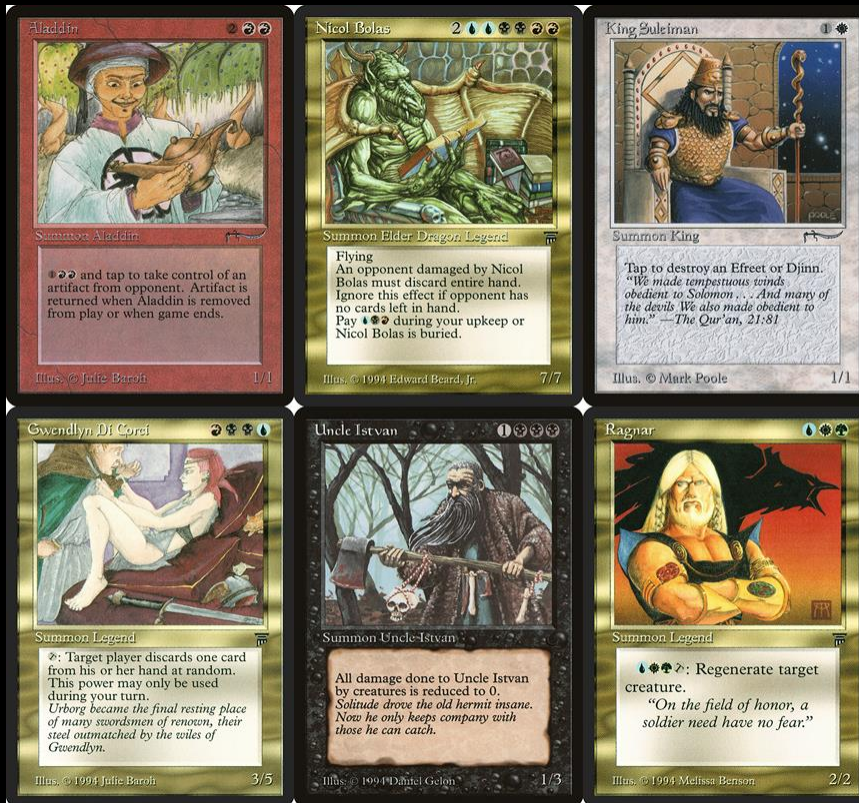 Aladdin 2
Summon Aladdin
1 and tap to take control of an
artifact from opponent. Artifact is
returned when Aladdin is removed
from play or when game ends.
Illus. © Julie Baroh 1/1
Nicol Bolas 2
Summon Elder Dragon Legend
Flying
An opponent damaged by Nicol
Bolas must discard entire hand.
Ignore this effect if opponent has
no cards left in hand.
Pay during your upkeep or
Nicol Bolas is buried.
Illus. © 1994 Edward Beard, Jr. 7/7
King Suleiman 1
POOLE
Summon King
Tap to destroy an Efreet or Djinn.
"We made tempestuous winds
obedient to Solomon . . . And many of
the devils We also made obedient to
him." —The Qur'an, 21:81
Illus. © Mark Poole 1/1
Gwendlyn Di Corci
Summon Legend
: Target player discards one card
from his or her hand at random.
This power may only be used
during your turn.
Urborg became the final resting place
of many swordsmen of renown, their
steel outmatched by the wiles of
Gwendlyn.
Illus. © 1994 Julie Baroh 3/5
Uncle Istvan 1
Summon Uncle Istvan
All damage done to Uncle Istvan
by creatures is reduced to 0.
Solitude drove the old hermit insane.
Now he only keeps company with
those he can catch.
Illus. © 1994 Daniel Gelon 1/3
Ragnar
Summon Legend
: Regenerate target
creature.
"On the field of honor, a
soldier need have no fear."
Illus. © 1994 Melissa Benson 2/2